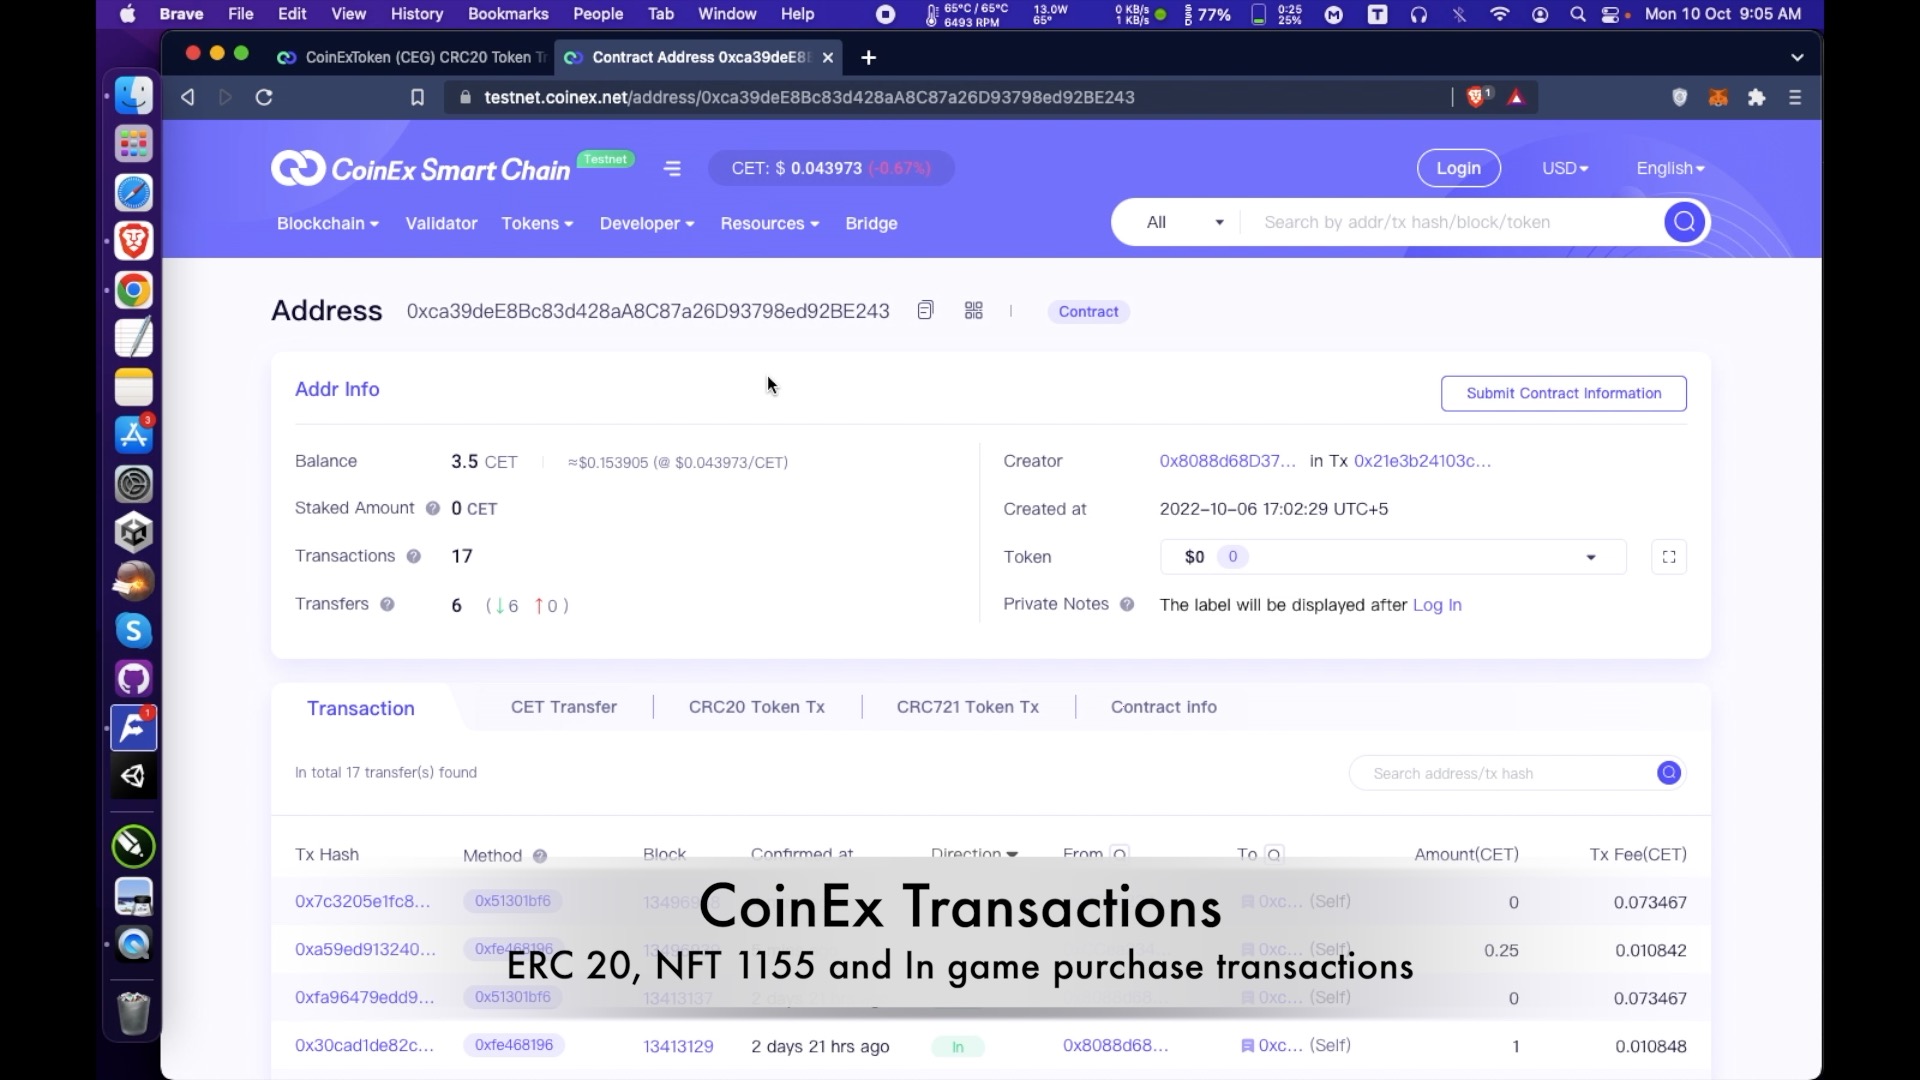 Brave File Edit View History Bookmarks People Tab Window Help 65°C / 65°C 6493 RPM 13.0W 65° 0 KB/s 1 KB/s SSD 77% 0:25 25% M T Mon 10 Oct 9:05 AM
CoinExToken (CEG) CRC20 Token Tr Contract Address 0xca39deE8B
testnet.coinex.net/address/0xca39deE8Bc83d428aA8C87a26D93798ed92BE243 1
CoinEx Smart Chain Testnet CET: $ 0.043973 (-0.67%) Login USD English
Blockchain Validator Tokens Developer Resources Bridge All Search by addr/tx hash/block/token
Address 0xca39deE8Bc83d428aA8C87a26D93798ed92BE243 Contract
Addr Info Submit Contract Information
Balance 3.5 CET ≈$0.153905 (@ $0.043973/CET) Creator 0x8088d68D37... in Tx 0x21e3b24103c...
Staked Amount 0 CET Created at 2022-10-06 17:02:29 UTC+5
Transactions 17 Token $0 0
Transfers 6 (↓6 ↑0 ) Private Notes The label will be displayed after Log In
Transaction CET Transfer CRC20 Token Tx CRC721 Token Tx Contract info
In total 17 transfer(s) found Search address/tx hash
Tx Hash Method Block Confirmed at Direction From To Amount(CET) Tx Fee(CET)
0x7c3205e1fc8... 0x51301bf6 0xc... (Self) 0 0.073467
CoinEx Transactions
0xa59ed913240... 0xfe468196 0xc... (Self) 0.25 0.010842
ERC 20, NFT 1155 and In game purchase transactions
0xfa96479edd9... 0x51301bf6 13413137 0xc... (Self) 0 0.073467
0x30cad1de82c... 0xfe468196 13413129 2 days 21 hrs ago In 0x8088d68... 0xc... (Self) 1 0.010848